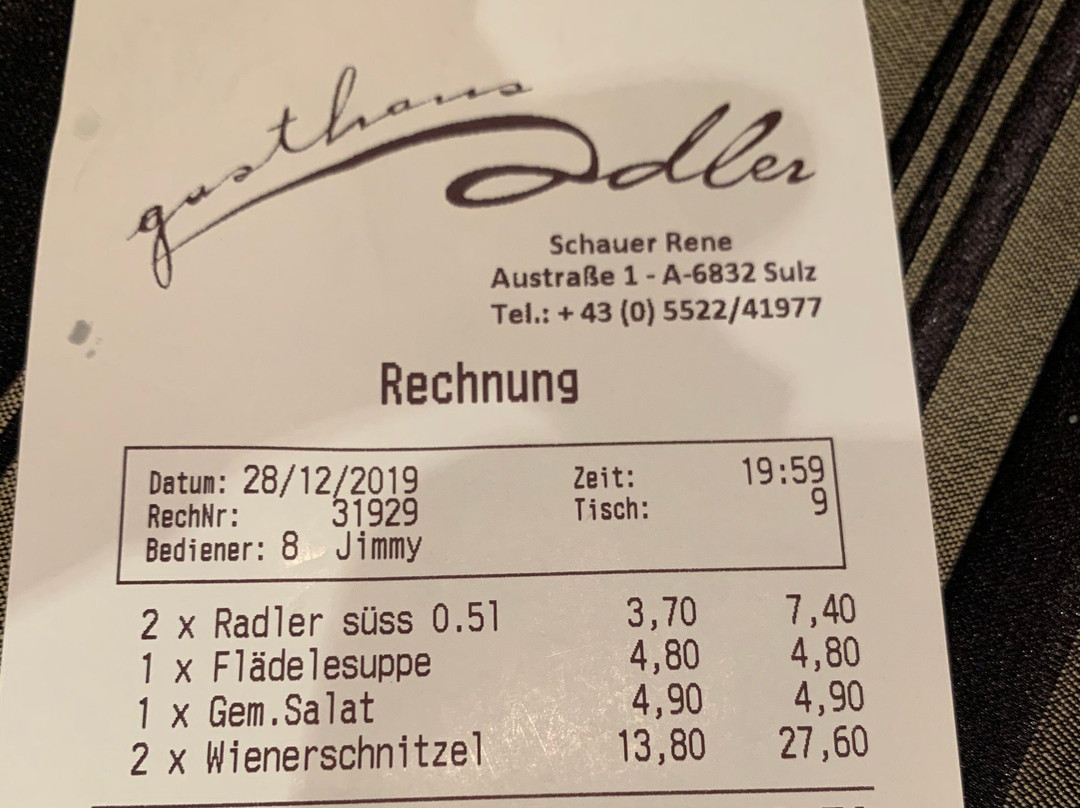 gasthaus
Adler
Schauer Rene
Austraße 1 - A-6832 Sulz
Tel.: + 43 (0) 5522/41977
Rechnung
Datum: 28/12/2019 Zeit: 19:59
RechNr: 31929 Tisch: 9
Bediener: 8 Jimmy
2 x Radler süss 0.5l 3,70 7,40
1 x Flädelesuppe 4,80 4,80
1 x Gem.Salat 4,90 4,90
2 x Wienerschnitzel 13,80 27,60